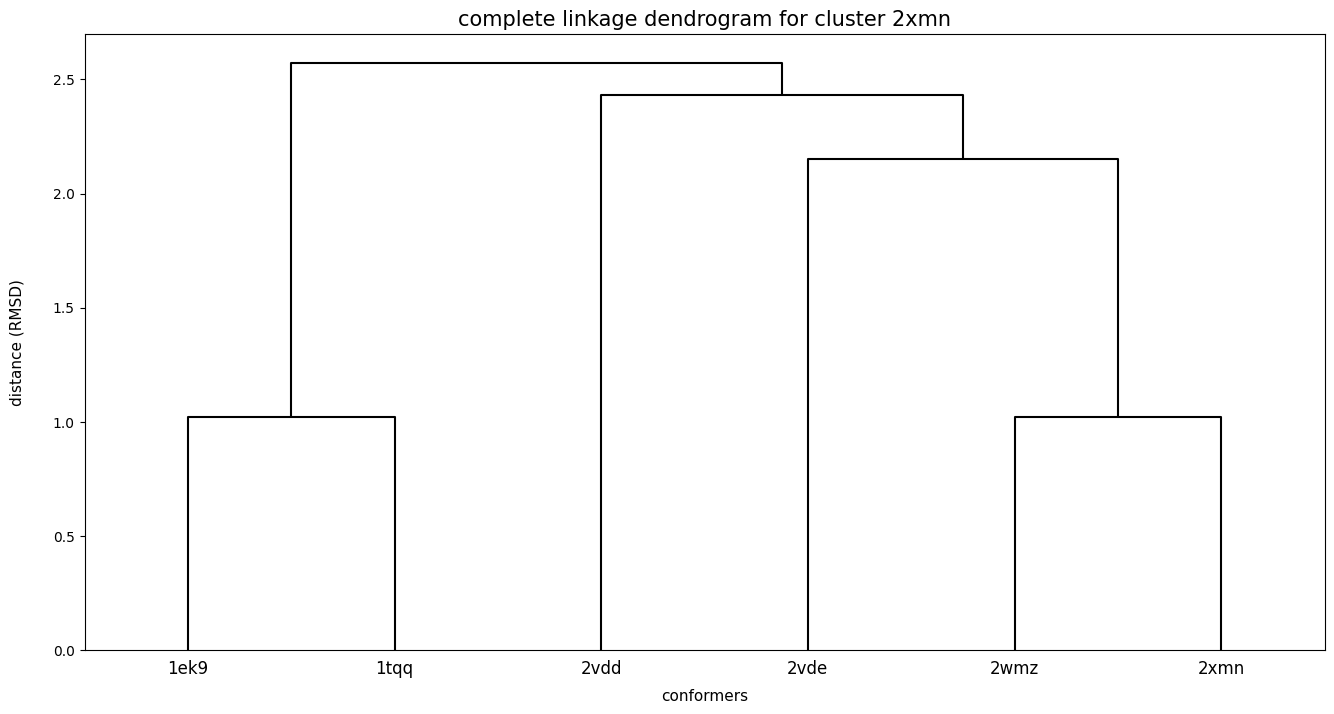 complete linkage dendrogram for cluster 2xmn
2.5
2.0
1.5
1.0
0.5
0.0
distance (RMSD)
1ek9 1tqq 2vdd 2vde 2wmz 2xmn
conformers